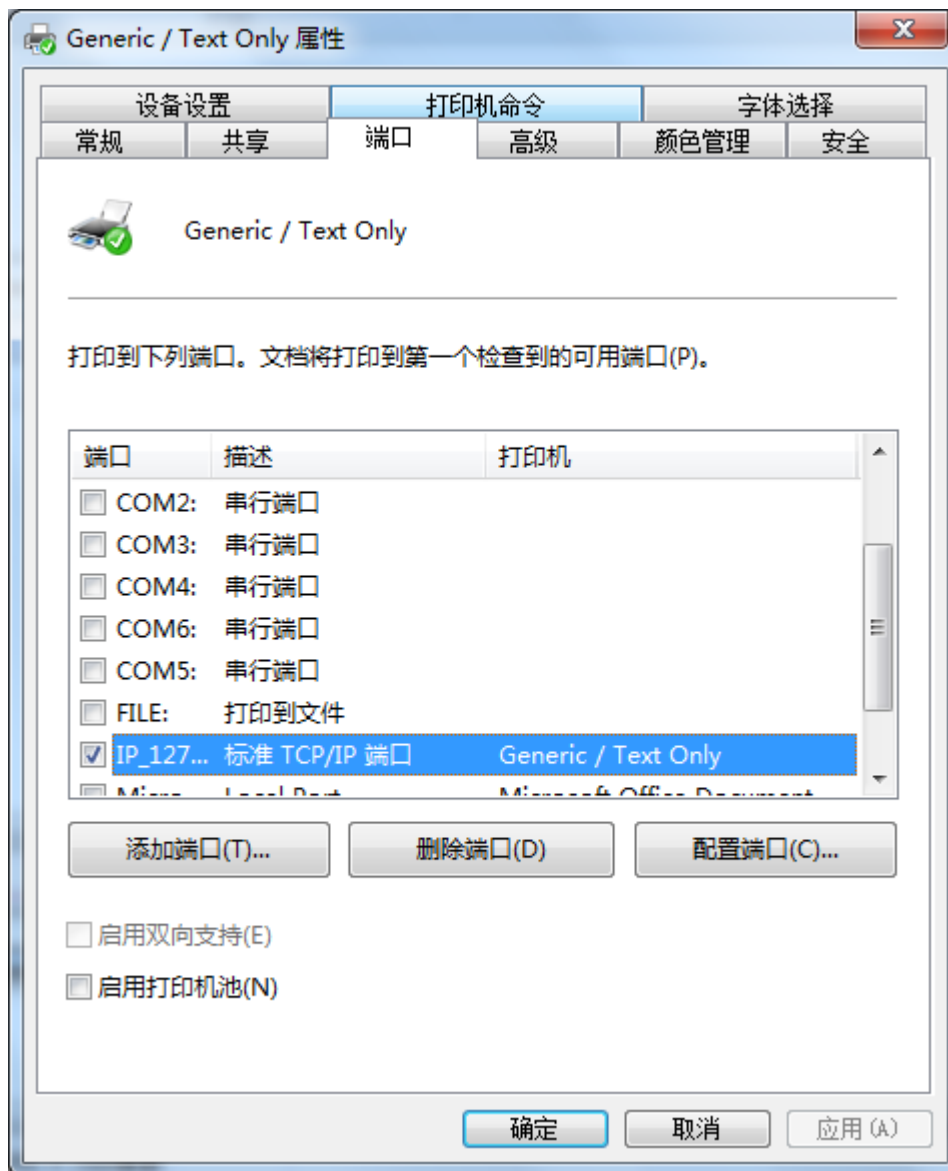 Generic / Text Only 属性
设备设置 打印机命令 字体选择
常规 共享 端口 高级 颜色管理 安全
Generic / Text Only
打印到下列端口。文档将打印到第一个检查到的可用端口(P)。
端口 描述 打印机
COM2: 串行端口
COM3: 串行端口
COM4: 串行端口
COM6: 串行端口
COM5: 串行端口
FILE: 打印到文件
IP_127... 标准 TCP/IP 端口 Generic / Text Only
Micro... Local Port Microsoft Office Document
添加端口(T)... 删除端口(D) 配置端口(C)...
启用双向支持(E)
启用打印机池(N)
确定 取消 应用(A)